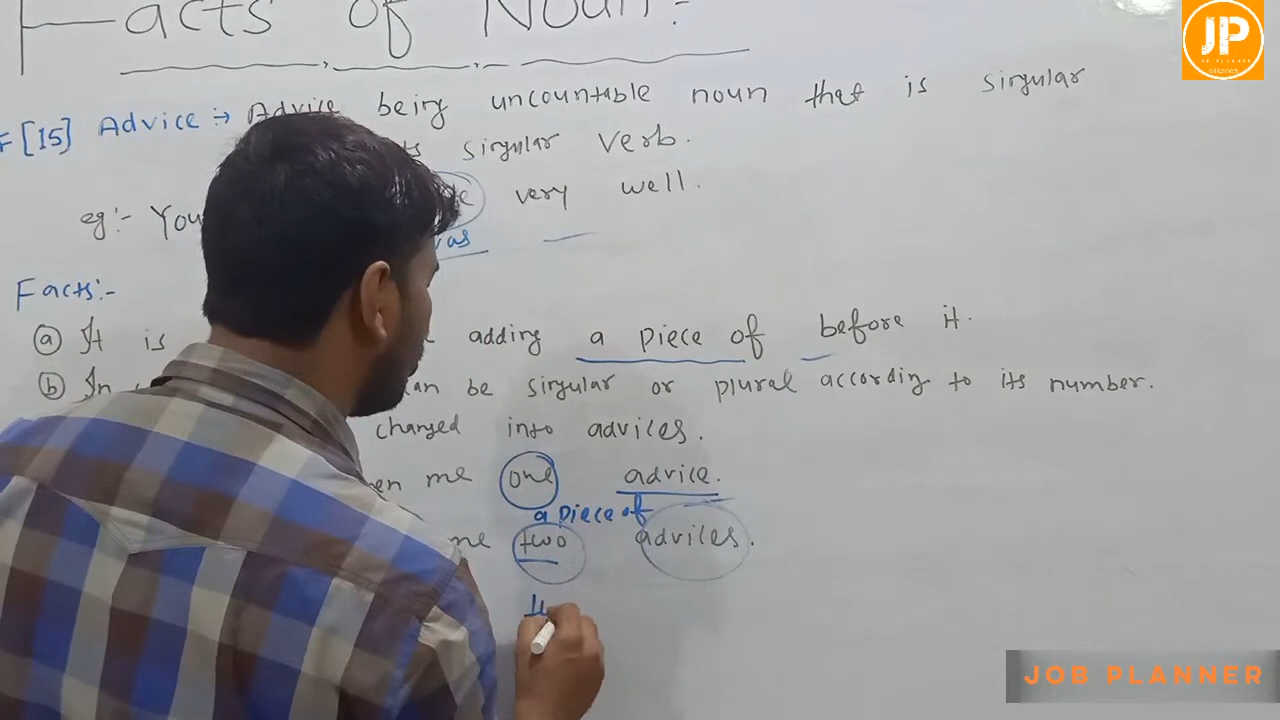 Facts of Noun:-
JP
F [15] Advice :→ Advice being uncountable noun that is singular
singular verb.
eg:- You very well.
was
Facts:-
(a) It is adding a piece of before it.
(b) In can be singular or plural according to its number.
changed into advices.
me one advice.
a piece of
me two advices.
JOB PLANNER